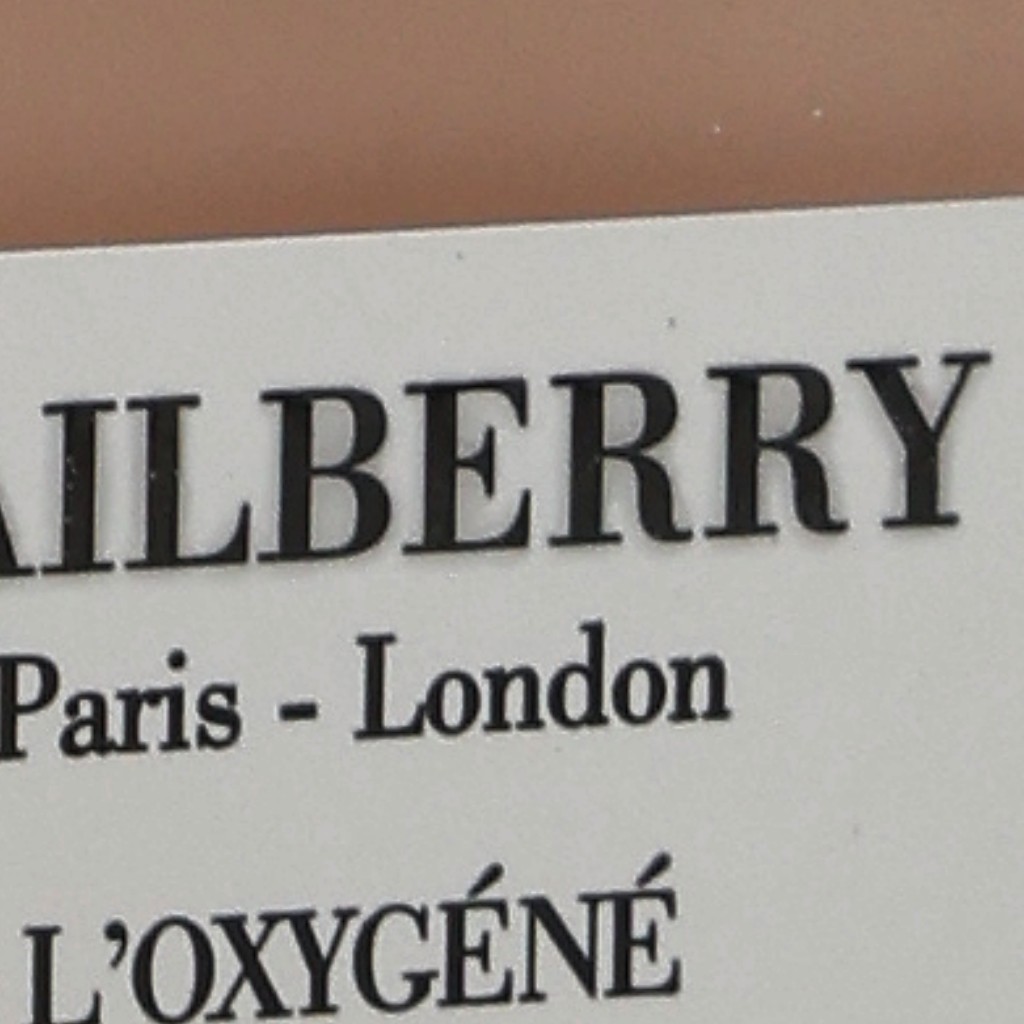 AILBERRY
Paris - London
L’OXYGÉNÉ